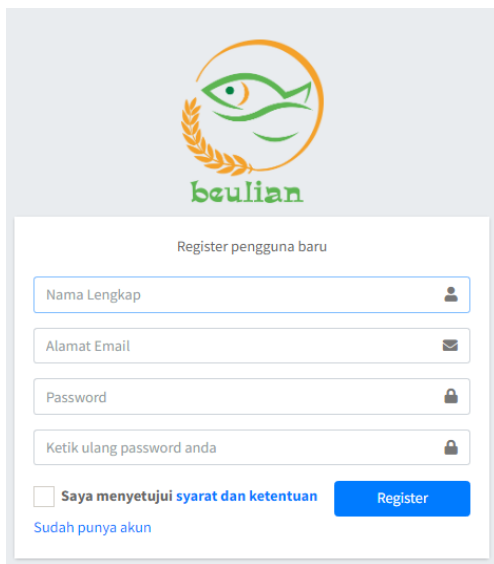 beulian
Register pengguna baru
Nama Lengkap
Alamat Email
Password
Ketik ulang password anda
Saya menyetujui syarat dan ketentuan
Register
Sudah punya akun